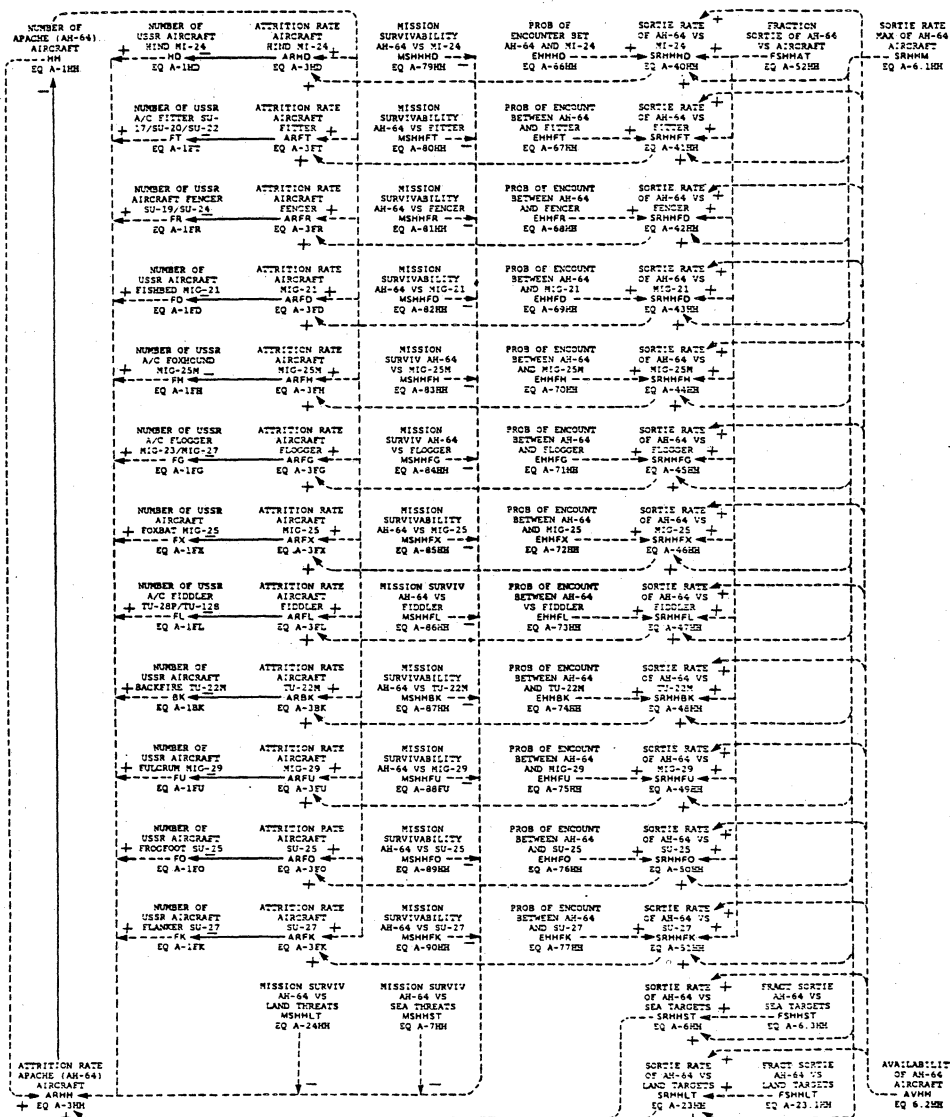 NUMBER OF
APACHE (AH-64)
AIRCRAFT
HH
EQ A-1HH
NUMBER OF
USSR AIRCRAFT
HIND MI-24
HD
EQ A-1HD
ATTRITION RATE
AIRCRAFT
HIND MI-24
ARHD
EQ A-3HD
MISSION
SURVIVABILITY
AH-64 VS MI-24
MSHHHD
EQ A-79HH
PROB OF
ENCOUNTER BET
AH-64 AND MI-24
EHHHD
EQ A-66HH
SORTIE RATE
OF AH-64 VS
MI-24
SRHHHD
EQ A-40HH
FRACTION
SORTIE OF AH-64
VS AIRCRAFT
FSHHAT
EQ A-52HH
SORTIE RATE
MAX OF AH-64
AIRCRAFT
SRHHM
EQ A-6.1HH
NUMBER OF USSR
A/C FITTER SU-
17/SU-20/SU-22
FT
EQ A-1FT
ATTRITION RATE
AIRCRAFT
FITTER
ARFT
EQ A-3FT
MISSION
SURVIVABILITY
AH-64 VS FITTER
MSHHFT
EQ A-80HH
PROB OF ENCOUNT
BETWEEN AH-64
AND FITTER
EHHFT
EQ A-67HH
SORTIE RATE
OF AH-64 VS
FITTER
SRHHFT
EQ A-41HH
NUMBER OF USSR
AIRCRAFT FENCER
SU-19/SU-24
FR
EQ A-1FR
ATTRITION RATE
AIRCRAFT
FENCER
ARFR
EQ A-3FR
MISSION
SURVIVABILITY
AH-64 VS FENCER
MSHHFR
EQ A-81HH
PROB OF ENCOUNT
BETWEEN AH-64
AND FENCER
EHHFR
EQ A-68HH
SORTIE RATE
OF AH-64 VS
FENCER
SRHHFD
EQ A-42HH
NUMBER OF
USSR AIRCRAFT
FISHBED MIG-21
FD
EQ A-1FD
ATTRITION RATE
AIRCRAFT
MIG-21
ARFD
EQ A-3FD
MISSION
SURVIVABILITY
AH-64 VS MIG-21
MSHHFD
EQ A-82HH
PROB OF ENCOUNT
BETWEEN AH-64
AND MIG-21
EHHFD
EQ A-69HH
SORTIE RATE
OF AH-64 VS
MIG-21
SRHHFD
EQ A-43HH
NUMBER OF USSR
A/C FOXHOUND
MIG-25M
FH
EQ A-1FH
ATTRITION RATE
AIRCRAFT
MIG-25M
ARFH
EQ A-3FH
MISSION
SURVIV AH-64
VS MIG-25M
MSHHFH
EQ A-83HH
PROB OF ENCOUNT
BETWEEN AH-64
AND MIG-25M
EHHFH
EQ A-70HH
SORTIE RATE
OF AH-64 VS
MIG-25M
SRHHFH
EQ A-44HH
NUMBER OF USSR
A/C FLOGGER
MIG-23/MIG-27
FG
EQ A-1FG
ATTRITION RATE
AIRCRAFT
FLOGGER
ARFG
EQ A-3FG
MISSION
SURVIV AH-64
VS FLOGGER
MSHHFG
EQ A-84HH
PROB OF ENCOUNT
BETWEEN AH-64
AND FLOGGER
EHHFG
EQ A-71HH
SORTIE RATE
OF AH-64 VS
FLOGGER
SRHHFG
EQ A-45HH
NUMBER OF USSR
AIRCRAFT
FOXBAT MIG-25
FX
EQ A-1FX
ATTRITION RATE
AIRCRAFT
MIG-25
ARFX
EQ A-3FX
MISSION
SURVIVABILITY
AH-64 VS MIG-25
MSHHFX
EQ A-85HH
PROB OF ENCOUNT
BETWEEN AH-64
AND MIG-25
EHHFX
EQ A-72HH
SORTIE RATE
OF AH-64 VS
MIG-25
SRHHFX
EQ A-46HH
NUMBER OF USSR
A/C FIDDLER
TU-28P/TU-128
FL
EQ A-1FL
ATTRITION RATE
AIRCRAFT
FIDDLER
ARFL
EQ A-3FL
MISSION SURVIV
AH-64 VS
FIDDLER
MSHHFL
EQ A-86HH
PROB OF ENCOUNT
BETWEEN AH-64
VS FIDDLER
EHHFL
EQ A-73HH
SORTIE RATE
OF AH-64 VS
FIDDLER
SRHHFL
EQ A-47HH
NUMBER OF
USSR AIRCRAFT
BACKFIRE TU-22M
BK
EQ A-1BK
ATTRITION RATE
AIRCRAFT
TU-22M
ARBK
EQ A-3BK
MISSION
SURVIVABILITY
AH-64 VS TU-22M
MSHHBK
EQ A-87HH
PROB OF ENCOUNT
BETWEEN AH-64
AND TU-22M
EHHBK
EQ A-74HH
SORTIE RATE
OF AH-64 VS
TU-22M
SRHHBK
EQ A-48HH
NUMBER OF
USSR AIRCRAFT
FULCRUM MIG-29
FU
EQ A-1FU
ATTRITION RATE
AIRCRAFT
MIG-29
ARFU
EQ A-3FU
MISSION
SURVIVABILITY
AH-64 VS MIG-29
MSHHFU
EQ A-88FU
PROB OF ENCOUNT
BETWEEN AH-64
AND MIG-29
EHHFU
EQ A-75HH
SORTIE RATE
OF AH-64 VS
MIG-29
SRHHFU
EQ A-49HH
NUMBER OF
USSR AIRCRAFT
FROGFOOT SU-25
FO
EQ A-1FO
ATTRITION RATE
AIRCRAFT
SU-25
ARFO
EQ A-3FO
MISSION
SURVIVABILITY
AH-64 VS SU-25
MSHHFO
EQ A-89HH
PROB OF ENCOUNT
BETWEEN AH-64
AND SU-25
EHHFO
EQ A-76HH
SORTIE RATE
OF AH-64 VS
SU-25
SRHHFO
EQ A-50HH
NUMBER OF
USSR AIRCRAFT
FLANKER SU-27
FK
EQ A-1FK
ATTRITION RATE
AIRCRAFT
SU-27
ARFK
EQ A-3FK
MISSION
SURVIVABILITY
AH-64 VS SU-27
MSHHFK
EQ A-90HH
PROB OF ENCOUNT
BETWEEN AH-64
AND SU-27
EHHFK
EQ A-77HH
SORTIE RATE
OF AH-64 VS
SU-27
SRHHFK
EQ A-51HH
MISSION SURVIV
AH-64 VS
LAND THREATS
MSHHLT
EQ A-24HH
MISSION SURVIV
AH-64 VS
SEA THREATS
MSHHST
EQ A-7HH
SORTIE RATE
OF AH-64 VS
SEA TARGETS
SRHHST
EQ A-6HH
FRACT SORTIE
AH-64 VS
SEA TARGETS
FSHHST
EQ A-6.3HH
ATTRITION RATE
APACHE (AH-64)
AIRCRAFT
ARHH
EQ A-3HH
SORTIE RATE
OF AH-64 VS
LAND TARGETS
SRHHLT
EQ A-23HH
FRACT SORTIE
AH-64 VS
LAND TARGETS
FSHHLT
EQ A-23.1HH
AVAILABILIT
OF AH-64
AIRCRAFT
AVHH
EQ 6.2HH